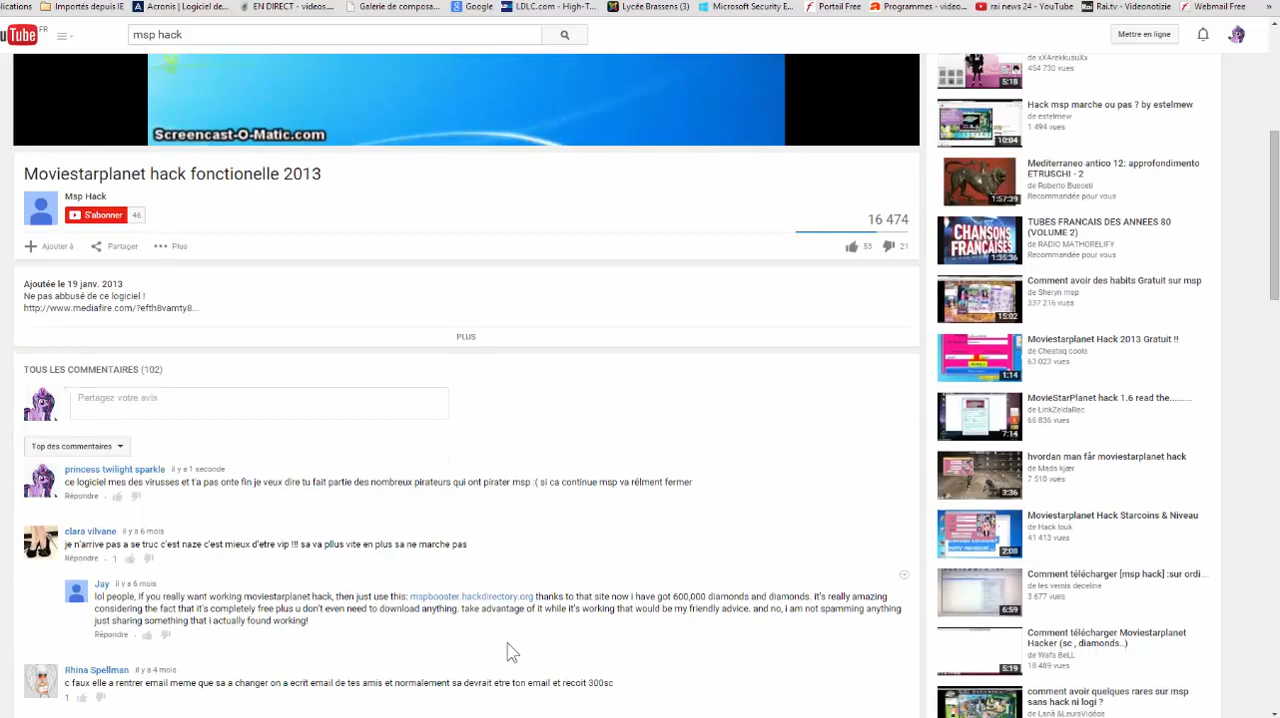 Importés depuis IE
Acronis | Logiciel de...
EN DIRECT - videos...
Galerie de composa...
Google
LDLC.com - High-T...
Lycée Brassens (3)
Microsoft Security E...
Portail Free
Programmes - video...
rai news 24 - YouTube
Rai.tv - Videonotizie
Webmail Free
uTube FR
msp hack
Mettre en ligne
Screencast-O-Matic.com
Moviestarplanet hack fonctionelle 2013
Msp Hack
S'abonner 46
16 474
Ajouter à Partager Plus
53 21
Ajoutée le 19 janv. 2013
Ne pas abbusé de ce logiciel !
http://www.mediafire.com/?efth8vamty8...
PLUS
TOUS LES COMMENTAIRES (102)
Partagez votre avis
Top des commentaires
princess twilight sparkle il y a 1 seconde
ce logiciel mes des virusses et t'a pas onte fin je veux dire tu fait partie des nombreux pirateurs qui ont pirater msp :( si ca continue msp va rélment fermer
Répondre
clara vilvane il y a 6 mois
je n'arrive pas a se truc c'est naze c'est mieux d'etre vip !!! sa va plus vite en plus sa ne marche pas
Répondre 1
Jay il y a 6 mois
lol people, if you really want working moviestarplanet hack, then just use this: mspbooster.hackdirectory.org thanks to that site now i have got 600,000 diamonds and diamonds. it's really amazing
considering the fact that it's completely free plus u don't even need to download anything. take advantage of it while it's working that would be my friendly advice. and no, i am not spamming anything
just sharing something that i actually found working!
Répondre
Rhina Spellman il y a 4 mois
c faux elle a rentrer email meme que sa a coter on a email de tes amis et normalement sa devrait etre ton email et c'étai 300sc
1
de xXArekkusuXx
454 730 vues
5:18
Hack msp marche ou pas ? by estelmew
de estelmew
1 494 vues
10:04
Mediterraneo antico 12: approfondimento
ETRUSCHI - 2
de Roberto Busceti
Recommandée pour vous
1:57:39
TUBES FRANCAIS DES ANNEES 80
(VOLUME 2)
de RADIO MATHORELIFY
Recommandée pour vous
CHANSONS
FRANÇAISES
1:35:36
Comment avoir des habits Gratuit sur msp
de Sheryn msp
337 216 vues
15:02
Moviestarplanet Hack 2013 Gratuit !!
de Cheatsq cools
63 023 vues
1:14
MovieStarPlanet hack 1.6 read the.........
de LinkZeldaRec
66 836 vues
7:14
hvordan man får moviestarplanet hack
de Mads kjær
7 510 vues
3:36
Moviestarplanet Hack Starcoins & Niveau
de Hack louk
41 413 vues
2:08
Comment télécharger [msp hack] :sur ordi...
de les vernis deceline
3 677 vues
6:59
Comment télécharger Moviestarplanet
Hacker (sc , diamonds..)
de Wafa BeLL
18 489 vues
5:19
comment avoir quelques rares sur msp
sans hack ni logi ?
de Lanà &LeursVidéos